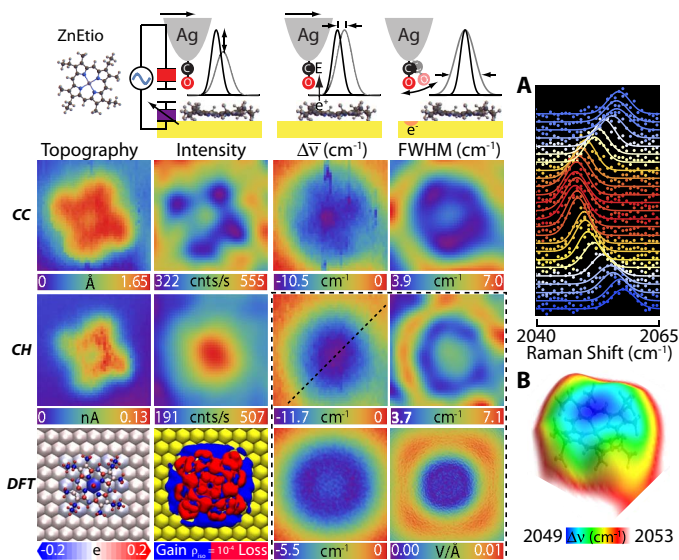 ZnEtio
Ag
C
O
Ag
C
E
O
e⁺
Ag
C
O
e⁻
A
Topography
Intensity
Δν̅ (cm⁻¹)
FWHM (cm⁻¹)
CC
0 Å 1.65
322 cnts/s 555
-10.5 cm⁻¹ 0
3.9 cm⁻¹ 7.0
2040 2065
Raman Shift (cm⁻¹)
CH
0 nA 0.13
191 cnts/s 507
-11.7 cm⁻¹ 0
3.7 cm⁻¹ 7.1
B
DFT
-0.2 e 0.2
Gain ρiso = 10⁻⁴ Loss
-5.5 cm⁻¹ 0
0.00 V/Å 0.01
2049 Δν (cm⁻¹) 2053